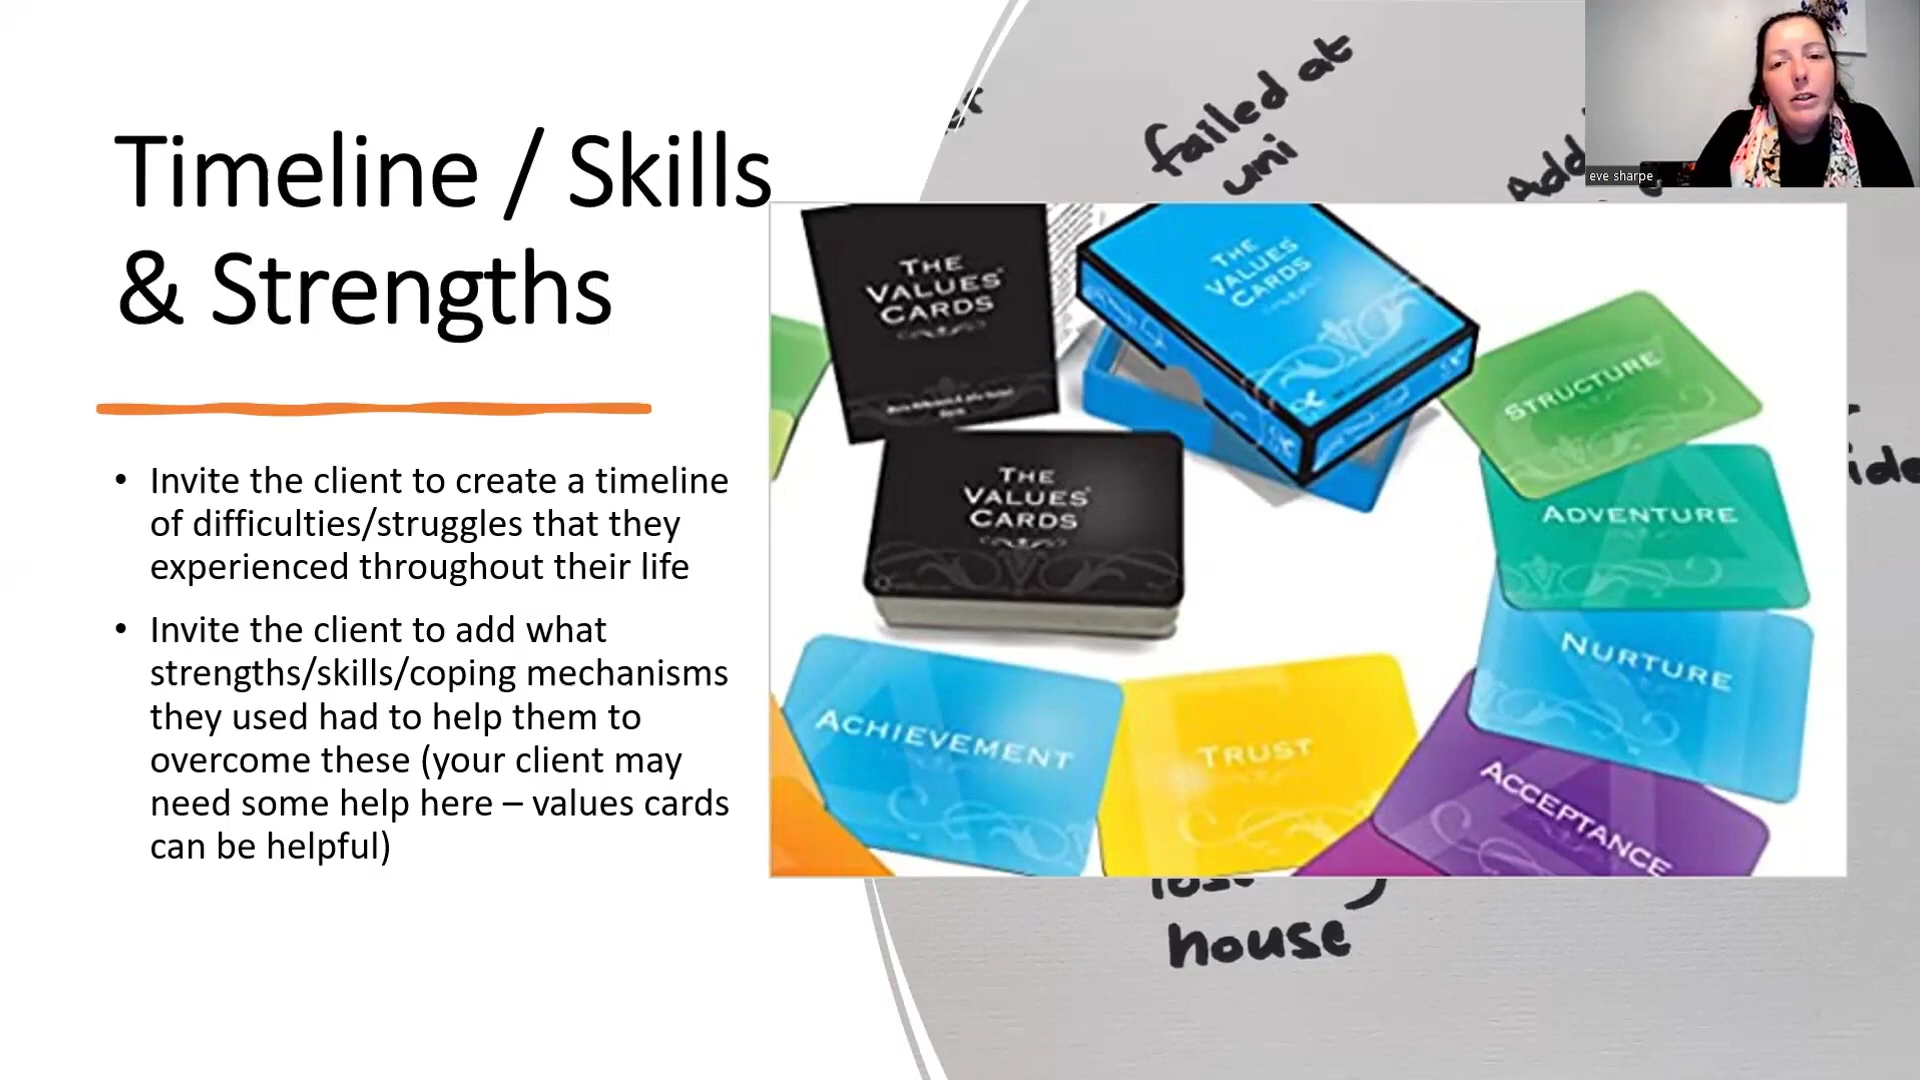 Timeline / Skills
& Strengths
• Invite the client to create a timeline
of difficulties/struggles that they
experienced throughout their life
• Invite the client to add what
strengths/skills/coping mechanisms
they used had to help them to
overcome these (your client may
need some help here – values cards
can be helpful)
failed at
uni
eve sharpe
THE
VALUES
CARDS
THE
VALUES
CARDS
THE
VALUES
CARDS
STRUCTURE
ADVENTURE
NURTURE
ACHIEVEMENT
TRUST
ACCEPTANCE
house